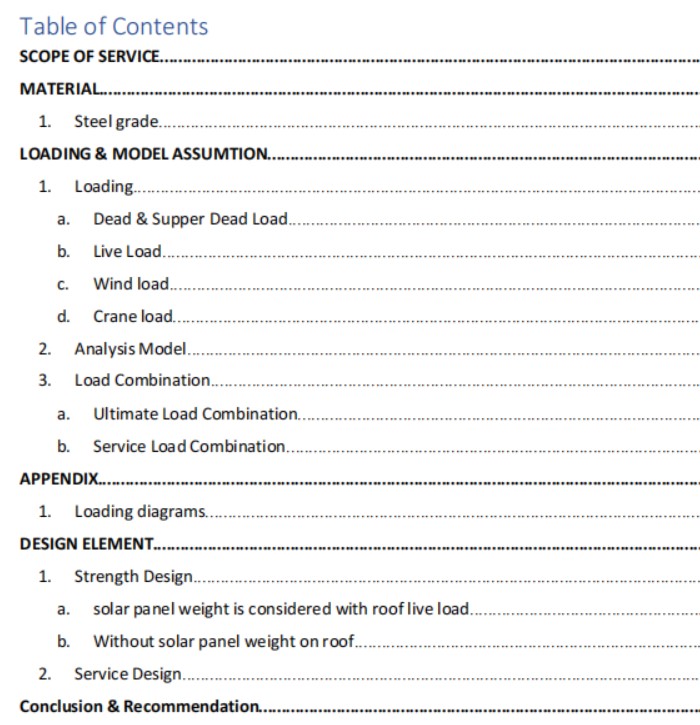 Table of Contents
SCOPE OF SERVICE
MATERIAL
1. Steel grade
LOADING & MODEL ASSUMTION
1. Loading
a. Dead & Supper Dead Load
b. Live Load
c. Wind load
d. Crane load
2. Analysis Model
3. Load Combination
a. Ultimate Load Combination
b. Service Load Combination
APPENDIX
1. Loading diagrams
DESIGN ELEMENT
1. Strength Design
a. solar panel weight is considered with roof live load
b. Without solar panel weight on roof
2. Service Design
Conclusion & Recommendation